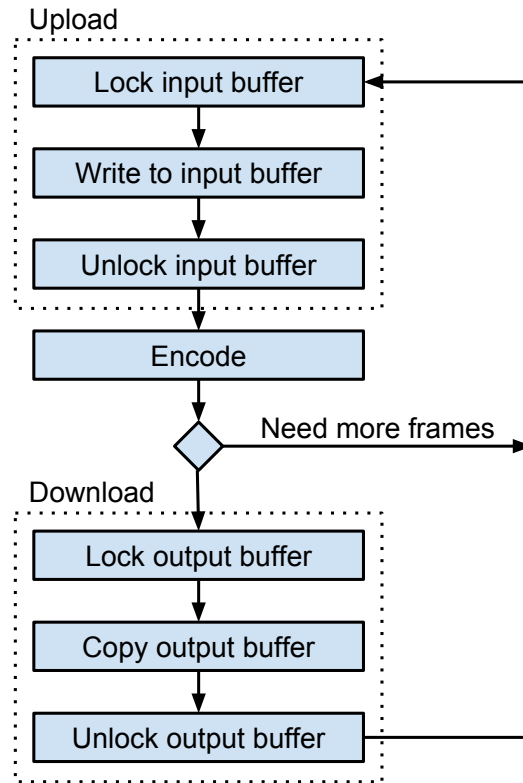 Upload
Lock input buffer
Write to input buffer
Unlock input buffer
Encode
Need more frames
Download
Lock output buffer
Copy output buffer
Unlock output buffer